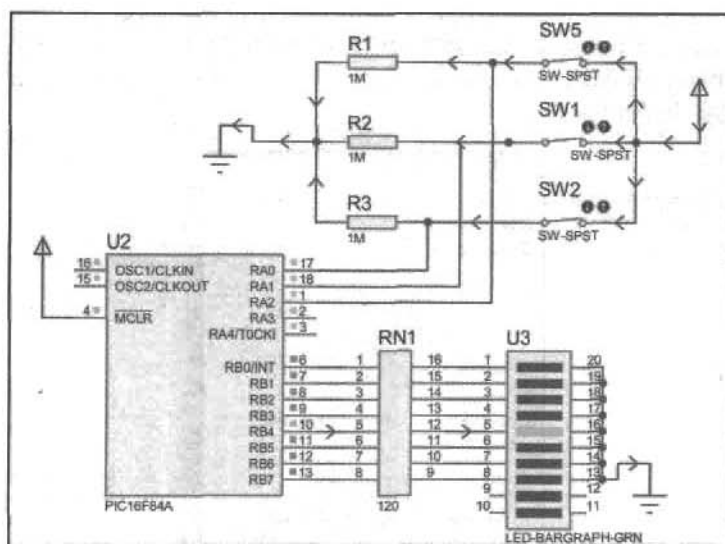 R1
1M
SW5
SW-SPST
R2
1M
SW1
SW-SPST
R3
1M
SW2
SW-SPST
U2
16 OSC1/CLKIN
15 OSC2/CLKOUT
4 MCLR
RA0 17
RA1 18
RA2 1
RA3 2
RA4/T0CKI 3
RB0/INT 6
RB1 7
RB2 8
RB3 9
RB4 10
RB5 11
RB6 12
RB7 13
PIC16F84A
RN1
1 16
2 15
3 14
4 13
5 12
6 11
7 10
8 9
120
U3
1 20
2 19
3 18
4 17
5 16
6 15
7 14
8 13
9 12
10 11
LED-BARGRAPH-GRN